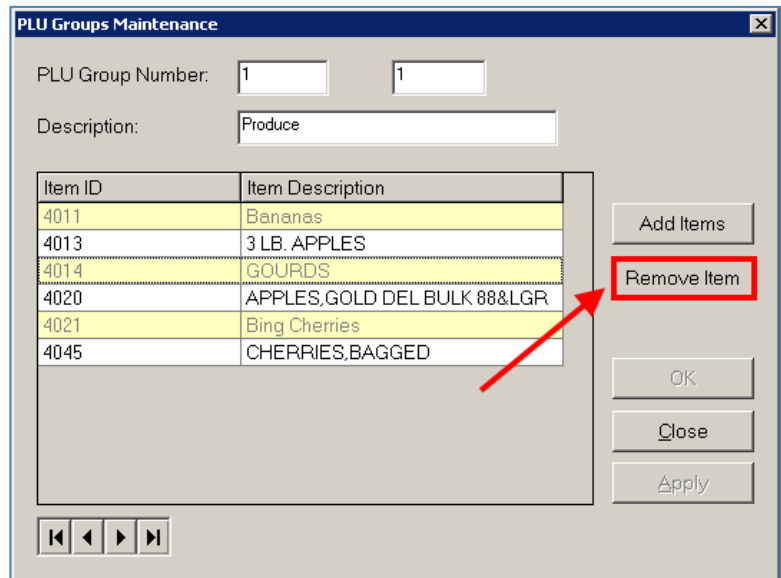 PLU Groups Maintenance
PLU Group Number: 1 1
Description: Produce
Item ID Item Description
4011 Bananas
4013 3 LB. APPLES
4014 GOURDS
4020 APPLES,GOLD DEL BULK 88&LGR
4021 Bing Cherries
4045 CHERRIES,BAGGED
Add Items
Remove Item
OK
Close
Apply